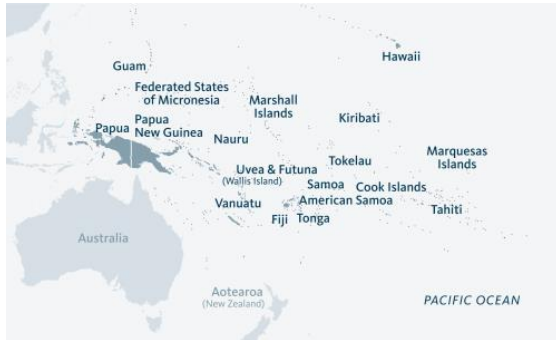 Hawaii
Guam
Federated States
of Micronesia
Marshall
Islands
Kiribati
Papua
Papua
New Guinea
Nauru
Marquesas
Islands
Tokelau
Uvea & Futuna
(Wallis Island)
Samoa
Cook Islands
American Samoa
Vanuatu
Tahiti
Fiji
Tonga
Australia
Aotearoa
(New Zealand)
PACIFIC OCEAN